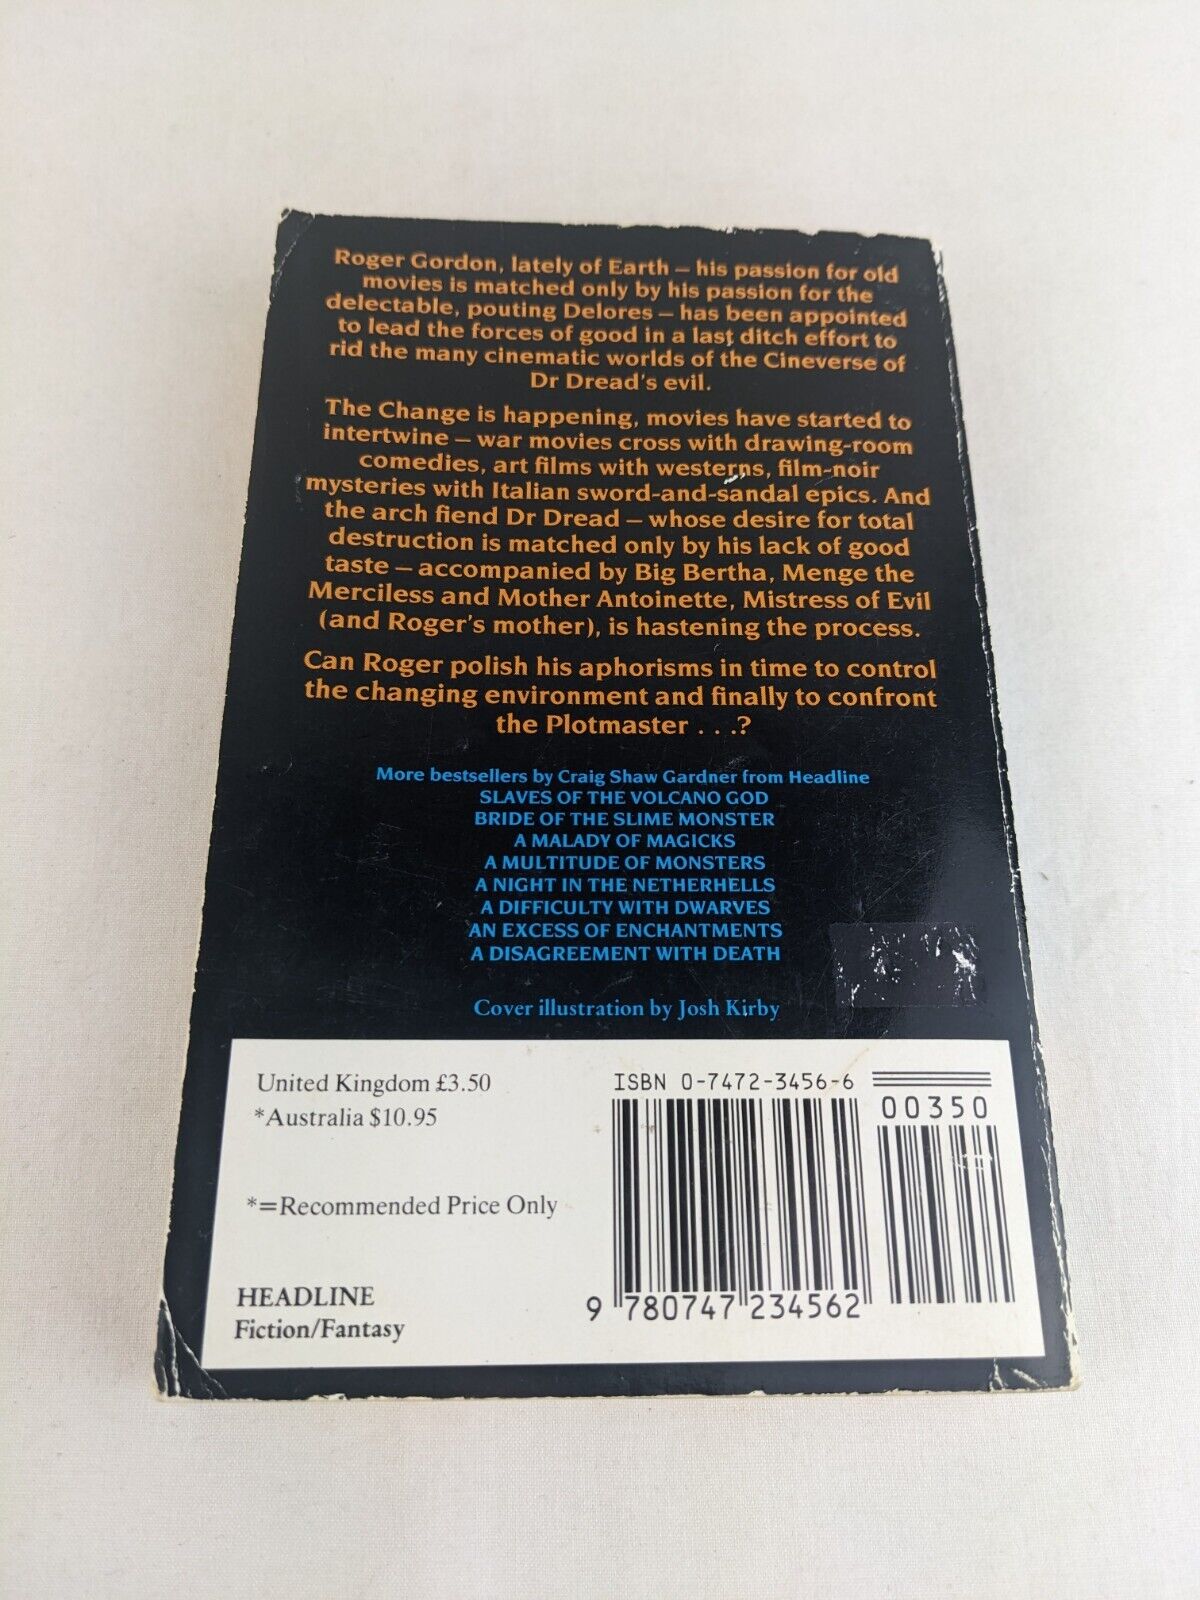 Roger Gordon, lately of Earth – his passion for old
movies is matched only by his passion for the
delectable, pouting Delores – has been appointed
to lead the forces of good in a last ditch effort to
rid the many cinematic worlds of the Cineverse of
Dr Dread's evil.
The Change is happening, movies have started to
intertwine – war movies cross with drawing-room
comedies, art films with westerns, film-noir
mysteries with Italian sword-and-sandal epics. And
the arch fiend Dr Dread – whose desire for total
destruction is matched only by his lack of good
taste – accompanied by Big Bertha, Menge the
Merciless and Mother Antoinette, Mistress of Evil
(and Roger's mother), is hastening the process.
Can Roger polish his aphorisms in time to control
the changing environment and finally to confront
the Plotmaster . . .?
More bestsellers by Craig Shaw Gardner from Headline
SLAVES OF THE VOLCANO GOD
BRIDE OF THE SLIME MONSTER
A MALADY OF MAGICKS
A MULTITUDE OF MONSTERS
A NIGHT IN THE NETHERHELLS
A DIFFICULTY WITH DWARVES
AN EXCESS OF ENCHANTMENTS
A DISAGREEMENT WITH DEATH
Cover illustration by Josh Kirby
United Kingdom £3.50
*Australia $10.95
*=Recommended Price Only
HEADLINE
Fiction/Fantasy
ISBN 0-7472-3456-6
00350
9 780747 234562